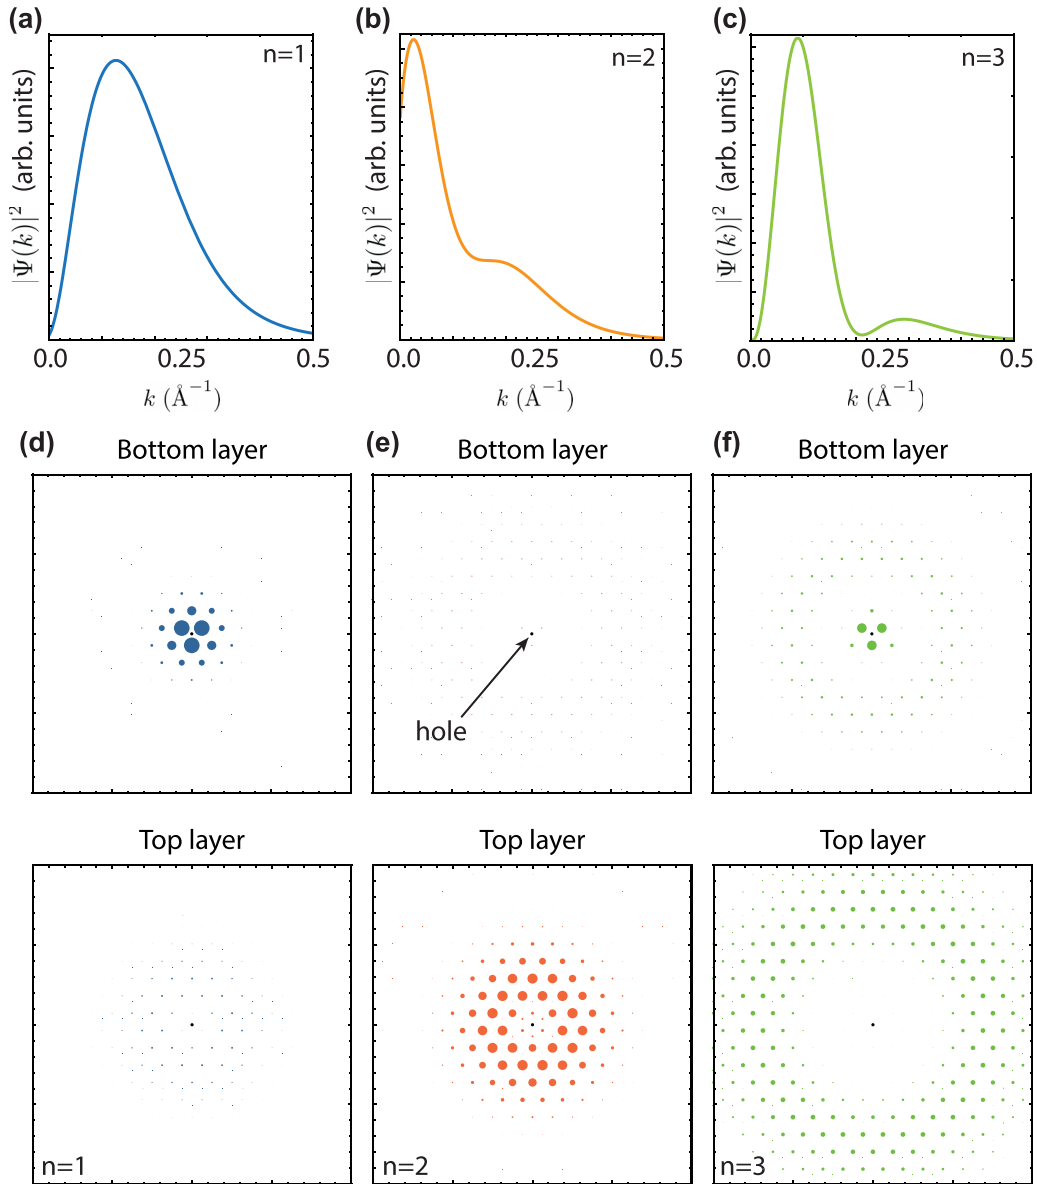 (a) (b) (c)
n=1 n=2 n=3
|Ψ(k)|² (arb. units) |Ψ(k)|² (arb. units) |Ψ(k)|² (arb. units)
0.0 0.25 0.5 0.0 0.25 0.5 0.0 0.25 0.5
k (Å⁻¹) k (Å⁻¹) k (Å⁻¹)
(d) Bottom layer (e) Bottom layer (f) Bottom layer
hole
Top layer Top layer Top layer
n=1 n=2 n=3